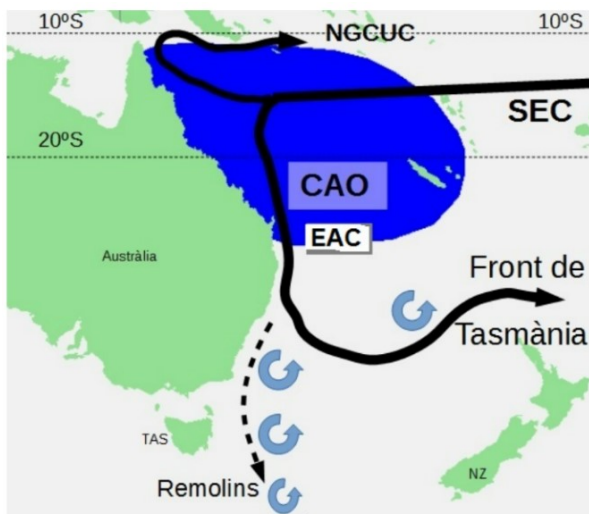 10ºS
10ºS
NGCUC
SEC
20ºS
CAO
EAC
Austràlia
Front de
Tasmània
TAS
Remolins
NZ